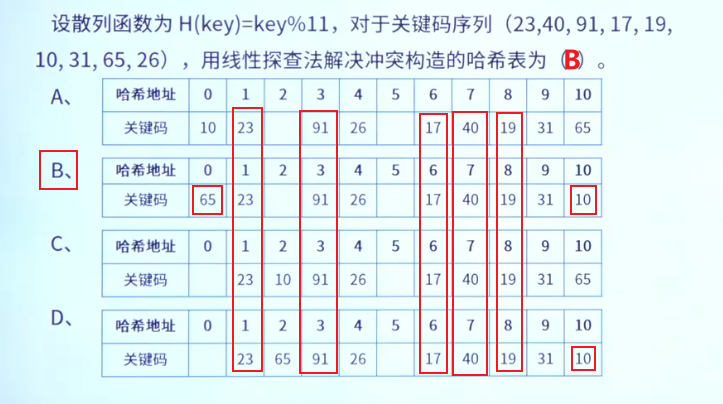 设散列函数为 H(key)=key%11，对于关键码序列（23,40, 91, 17, 19,
10, 31, 65, 26），用线性探查法解决冲突构造的哈希表为（B）。
A、 哈希地址 0 1 2 3 4 5 6 7 8 9 10
关键码 10 23 91 26 17 40 19 31 65
B、 哈希地址 0 1 2 3 4 5 6 7 8 9 10
关键码 65 23 91 26 17 40 19 31 10
C、 哈希地址 0 1 2 3 4 5 6 7 8 9 10
关键码 23 10 91 26 17 40 19 31 65
D、 哈希地址 0 1 2 3 4 5 6 7 8 9 10
关键码 23 65 91 26 17 40 19 31 10